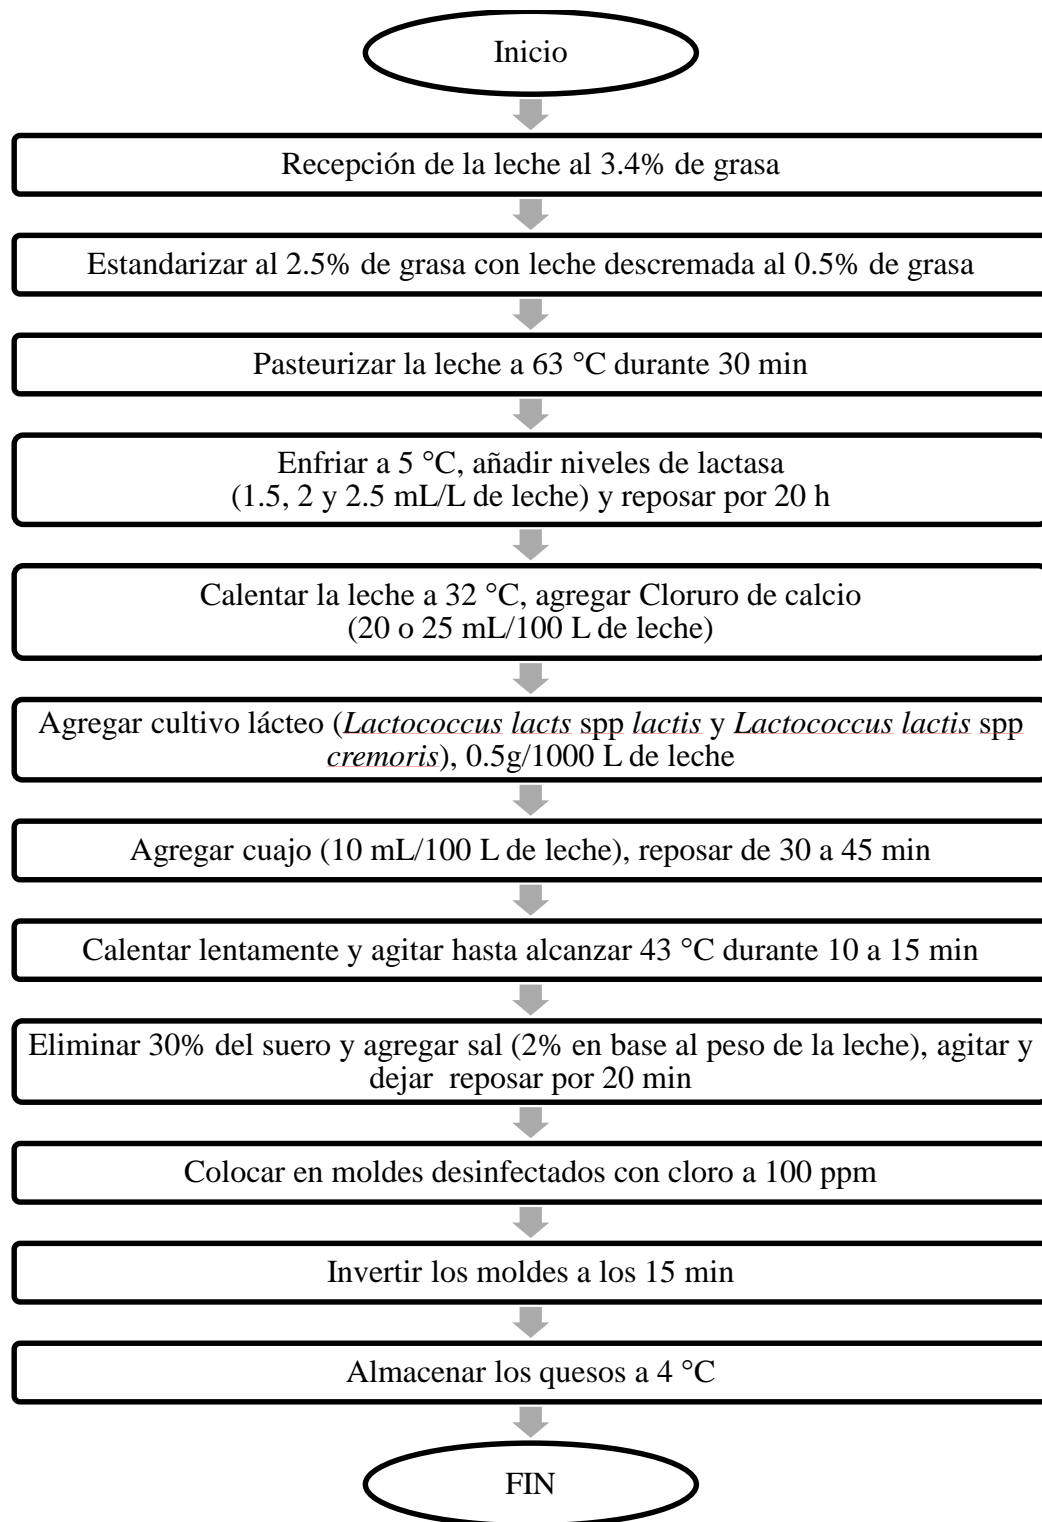 Inicio
Recepción de la leche al 3.4% de grasa
Estandarizar al 2.5% de grasa con leche descremada al 0.5% de grasa
Pasteurizar la leche a 63 °C durante 30 min
Enfriar a 5 °C, añadir niveles de lactasa
(1.5, 2 y 2.5 mL/L de leche) y reposar por 20 h
Calentar la leche a 32 °C, agregar Cloruro de calcio
(20 o 25 mL/100 L de leche)
Agregar cultivo lácteo (Lactococcus lacts spp lactis y Lactococcus lactis spp
cremoris), 0.5g/1000 L de leche
Agregar cuajo (10 mL/100 L de leche), reposar de 30 a 45 min
Calentar lentamente y agitar hasta alcanzar 43 °C durante 10 a 15 min
Eliminar 30% del suero y agregar sal (2% en base al peso de la leche), agitar y
dejar reposar por 20 min
Colocar en moldes desinfectados con cloro a 100 ppm
Invertir los moldes a los 15 min
Almacenar los quesos a 4 °C
FIN